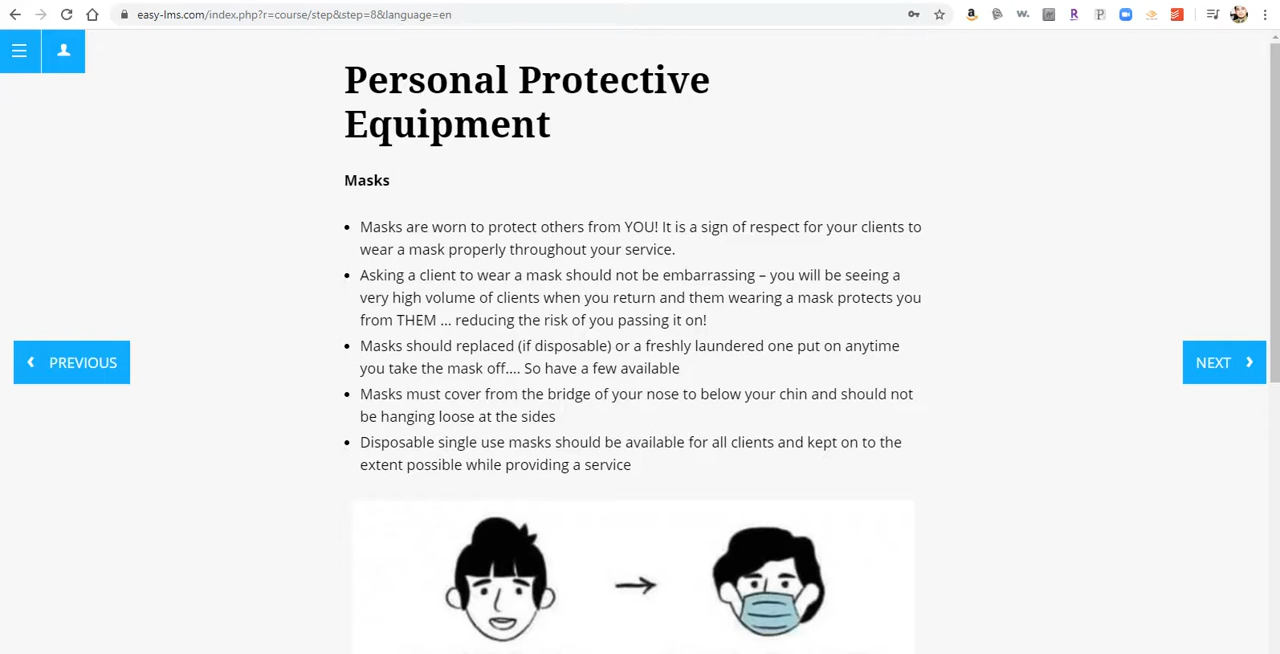 easy-lms.com/index.php?r=course/step&step=8&language=en
Personal Protective
Equipment
Masks
• Masks are worn to protect others from YOU! It is a sign of respect for your clients to
wear a mask properly throughout your service.
• Asking a client to wear a mask should not be embarrassing – you will be seeing a
very high volume of clients when you return and them wearing a mask protects you
from THEM ... reducing the risk of you passing it on!
• Masks should replaced (if disposable) or a freshly laundered one put on anytime
you take the mask off.... So have a few available
• Masks must cover from the bridge of your nose to below your chin and should not
be hanging loose at the sides
• Disposable single use masks should be available for all clients and kept on to the
extent possible while providing a service
PREVIOUS
NEXT